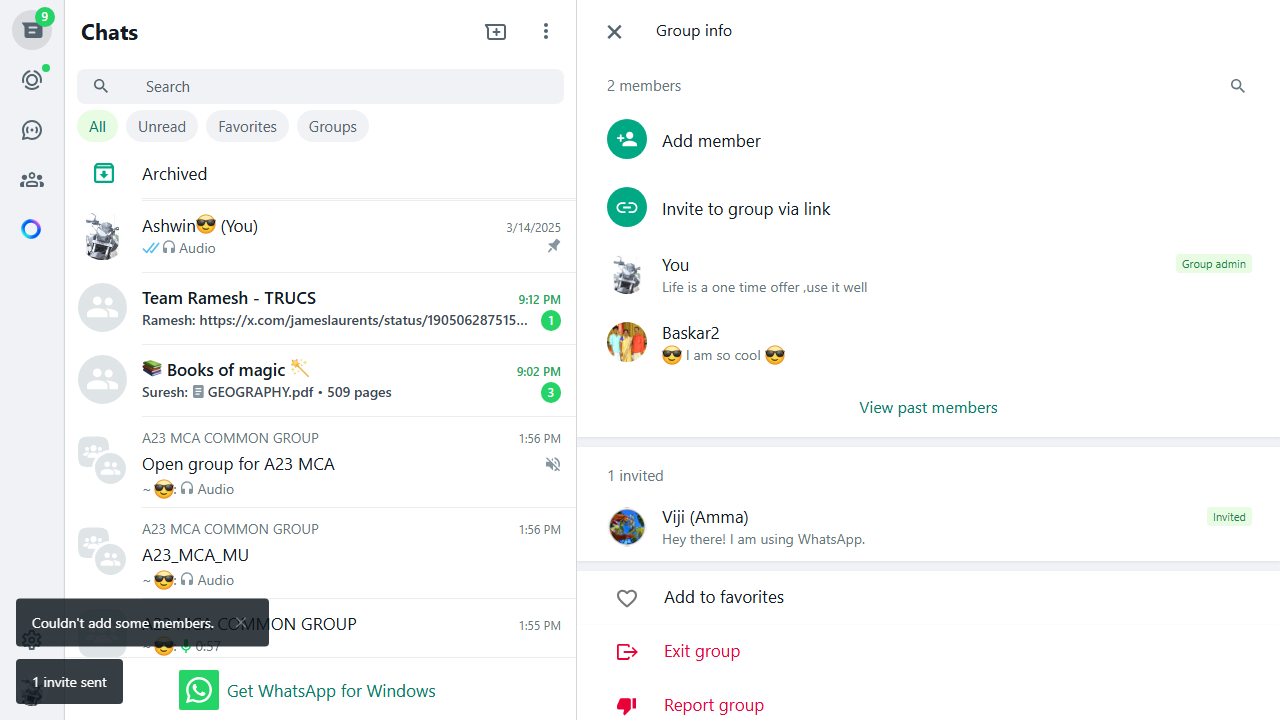 9
Chats
Search
All
Unread
Favorites
Groups
Archived
Ashwin😎 (You)
3/14/2025
Audio
Team Ramesh - TRUCS
9:12 PM
Ramesh: https://x.com/jameslaurents/status/190506287515...
1
📚 Books of magic 🪄
9:02 PM
Suresh: GEOGRAPHY.pdf • 509 pages
3
A23 MCA COMMON GROUP
1:56 PM
Open group for A23 MCA
~ 😎: Audio
A23 MCA COMMON GROUP
1:56 PM
A23_MCA_MU
~ 😎: Audio
COMMON GROUP
1:55 PM
~ 😎: 0:57
Couldn't add some members.
1 invite sent
Get WhatsApp for Windows
Group info
2 members
Add member
Invite to group via link
You
Group admin
Life is a one time offer ,use it well
Baskar2
😎 I am so cool 😎
View past members
1 invited
Viji (Amma)
Invited
Hey there! I am using WhatsApp.
Add to favorites
Exit group
Report group